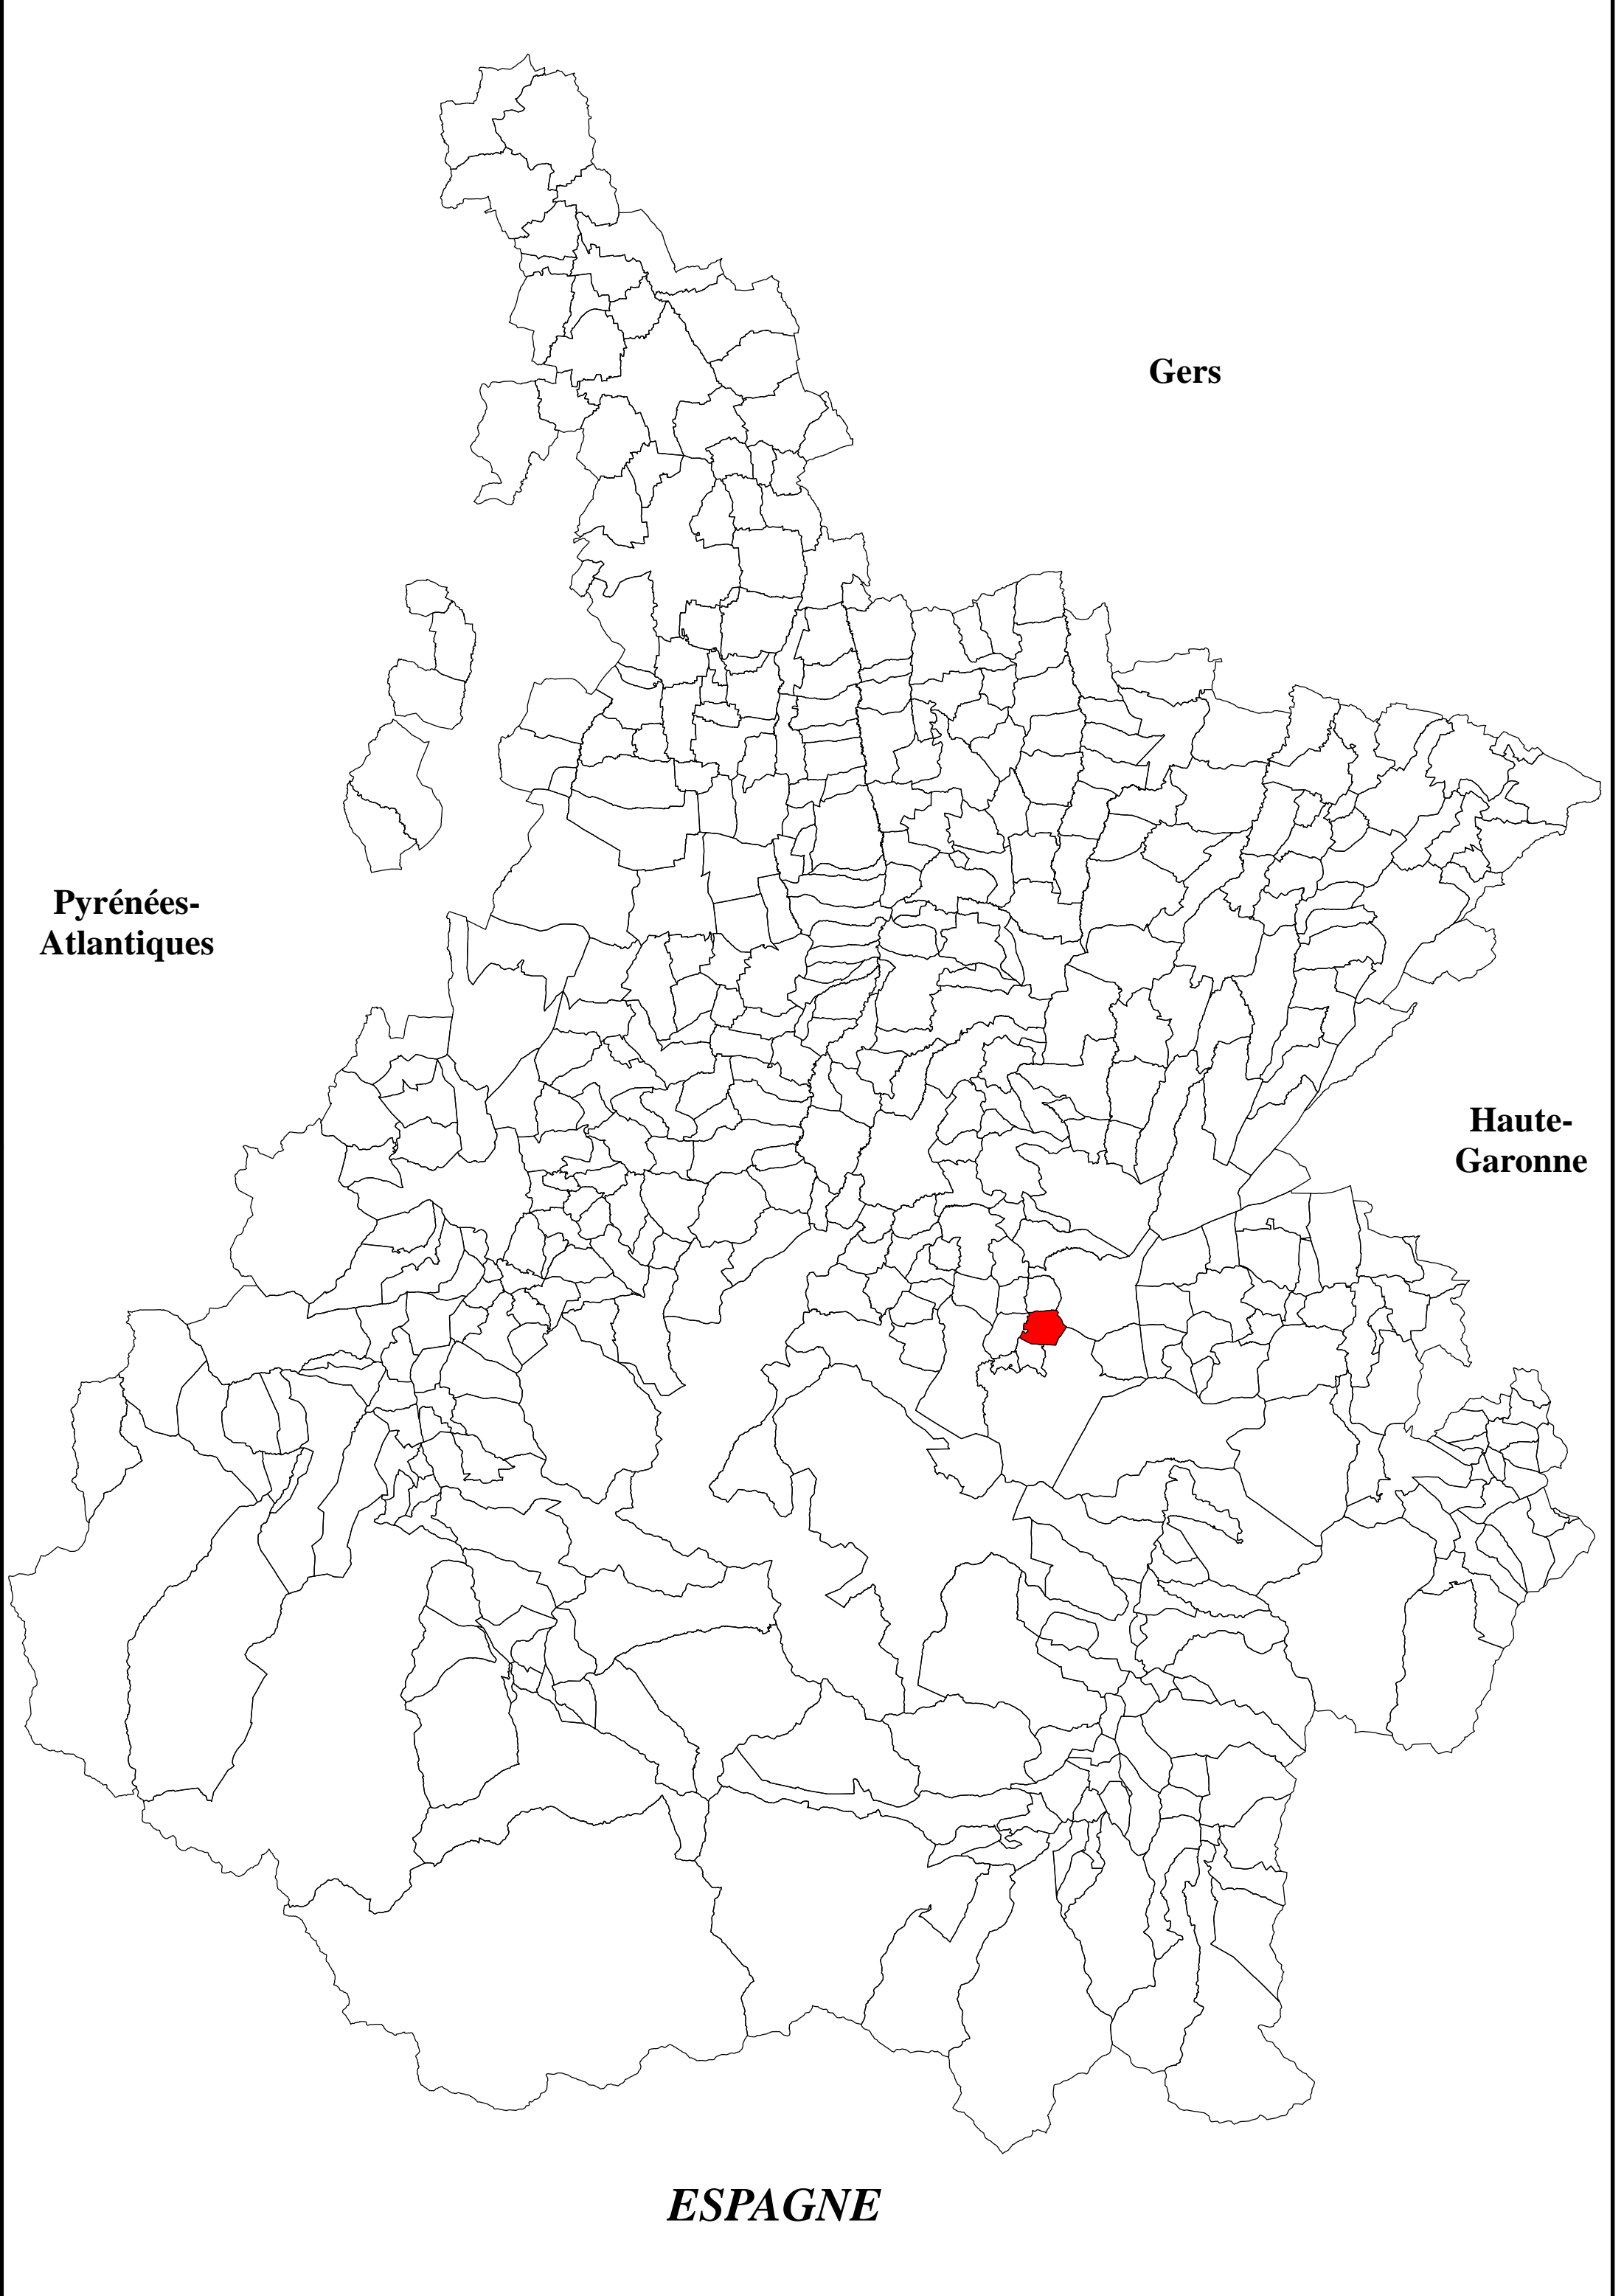 Gers
Pyrénées-
Atlantiques
Haute-
Garonne
ESPAGNE